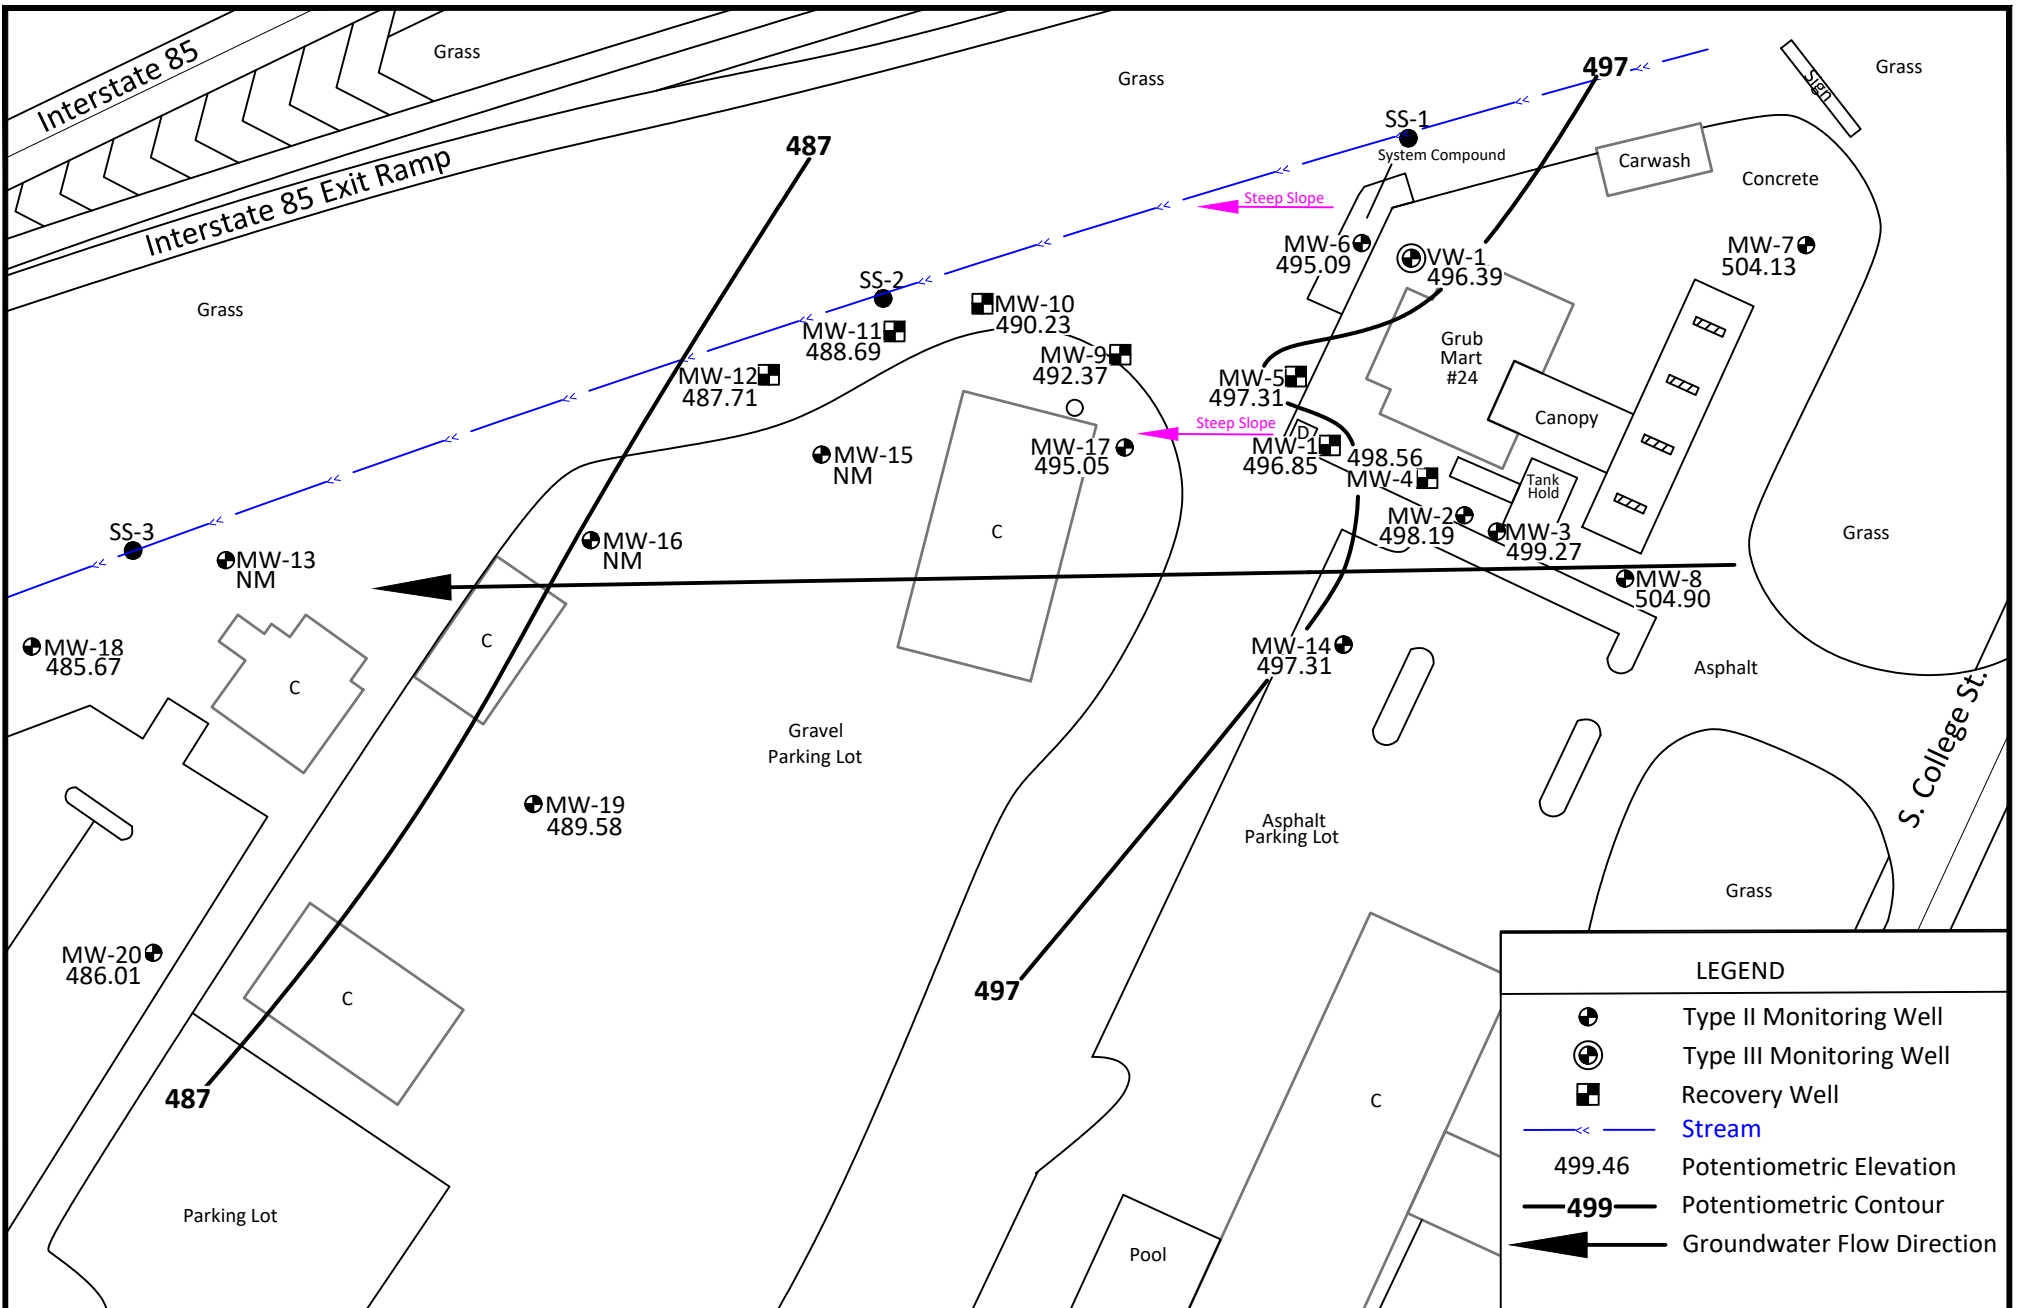 Interstate 85
Grass
Interstate 85 Exit Ramp
Grass
487
Grass
497
Grass
Sign
SS-1
System Compound
Carwash
Concrete
Steep Slope
MW-6
495.09
VW-1
496.39
MW-7
504.13
SS-2
MW-10
490.23
MW-11
488.69
MW-9
492.37
MW-12
487.71
MW-5
497.31
Grub
Mart
#24
Canopy
Steep Slope
D
MW-1
496.85
498.56
MW-4
MW-17
495.05
MW-15
NM
Tank
Hold
MW-2
498.19
MW-3
499.27
Grass
SS-3
MW-13
NM
MW-16
NM
C
MW-8
504.90
C
MW-18
485.67
C
MW-14
497.31
Asphalt
S. College St.
Gravel
Parking Lot
MW-19
489.58
Asphalt
Parking Lot
Grass
MW-20
486.01
C
497
487
C
Parking Lot
Pool
LEGEND
Type II Monitoring Well
Type III Monitoring Well
Recovery Well
Stream
499.46 Potentiometric Elevation
499 Potentiometric Contour
Groundwater Flow Direction